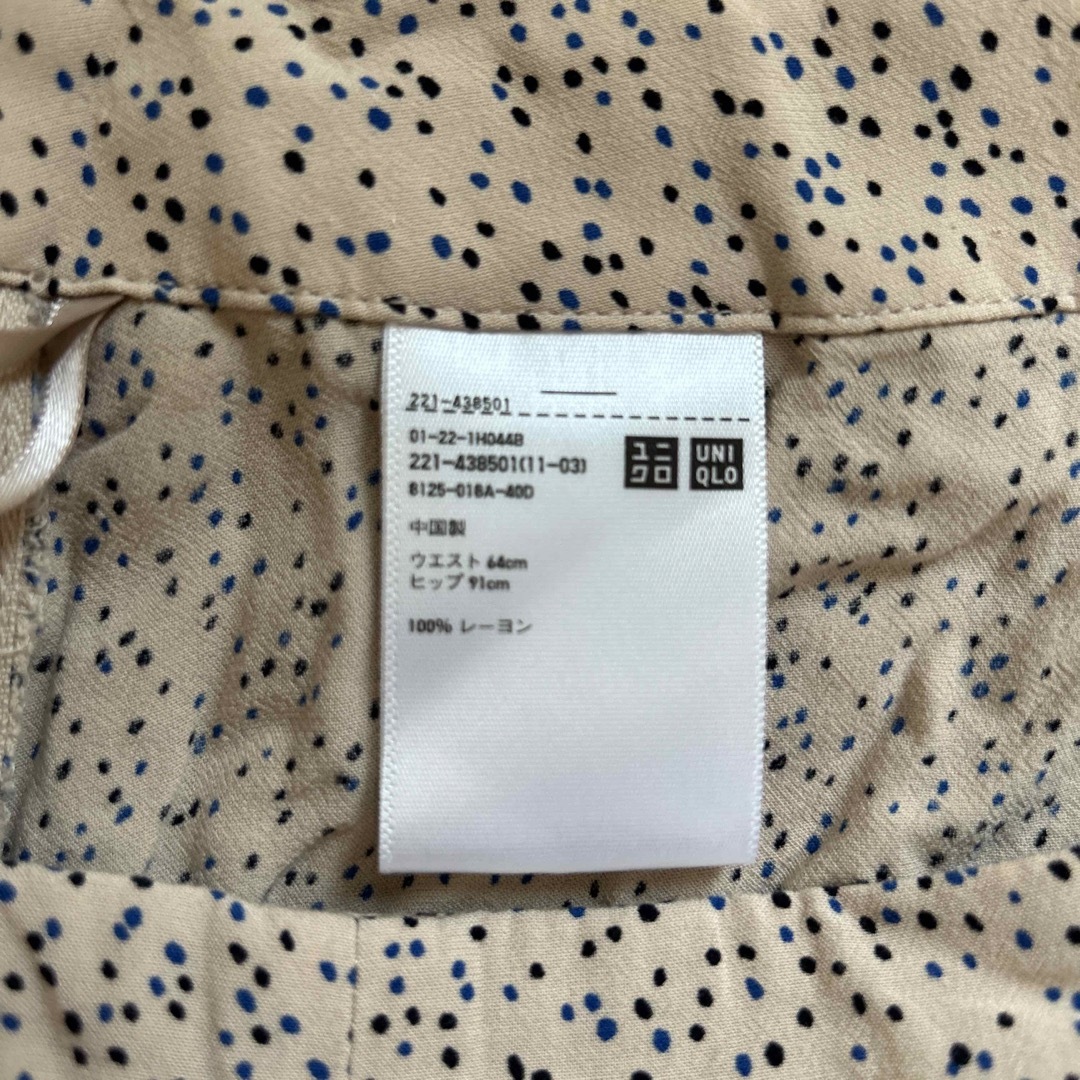 221-438501
01-22-1H044B
221-438501(11-03)
8125-018A-40D
ユニクロ
UNIQLO
中国製
ウエスト 64cm
ヒップ 91cm
100% レーヨン